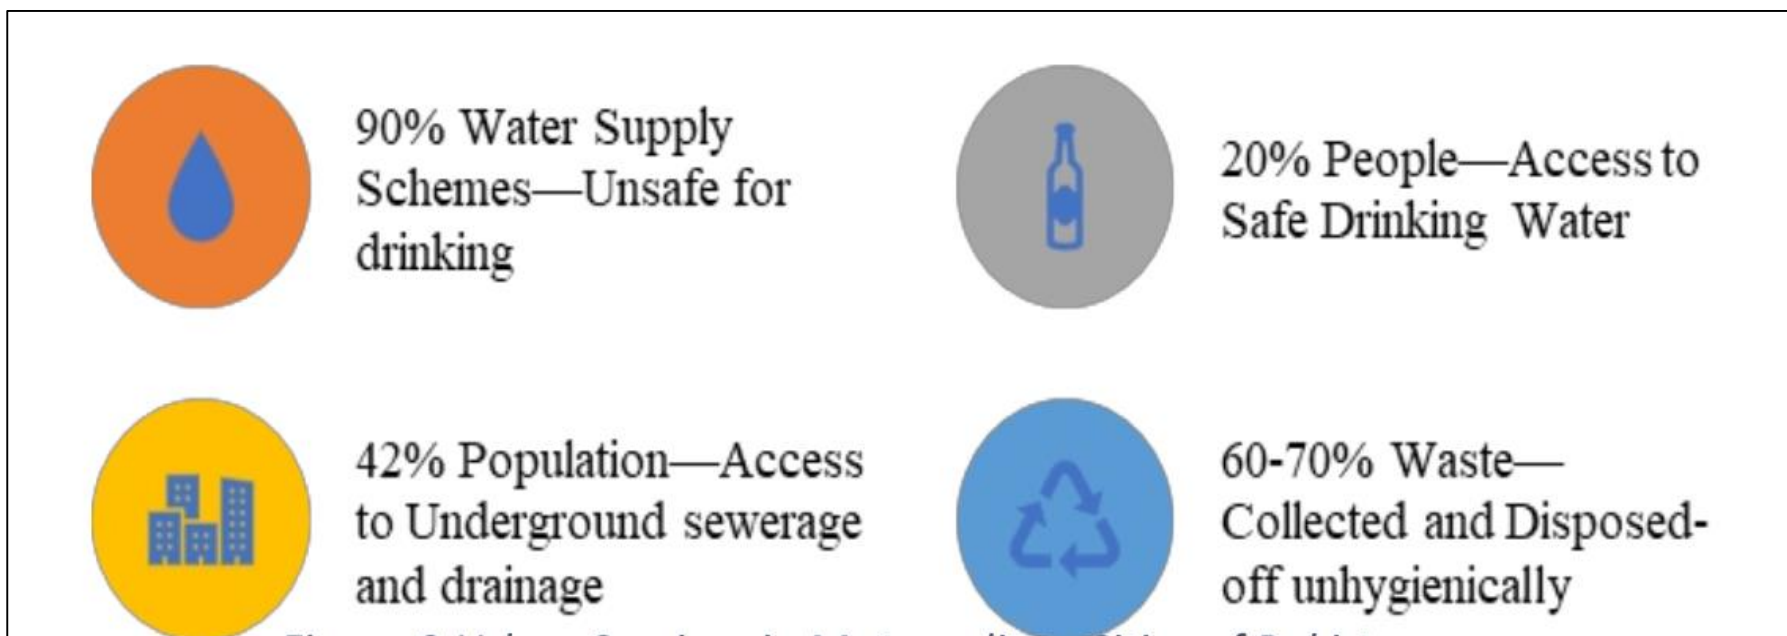 90% Water Supply
Schemes—Unsafe for
drinking
20% People—Access to
Safe Drinking Water
42% Population—Access
to Underground sewerage
and drainage
60-70% Waste—
Collected and Disposed-
off unhygienically